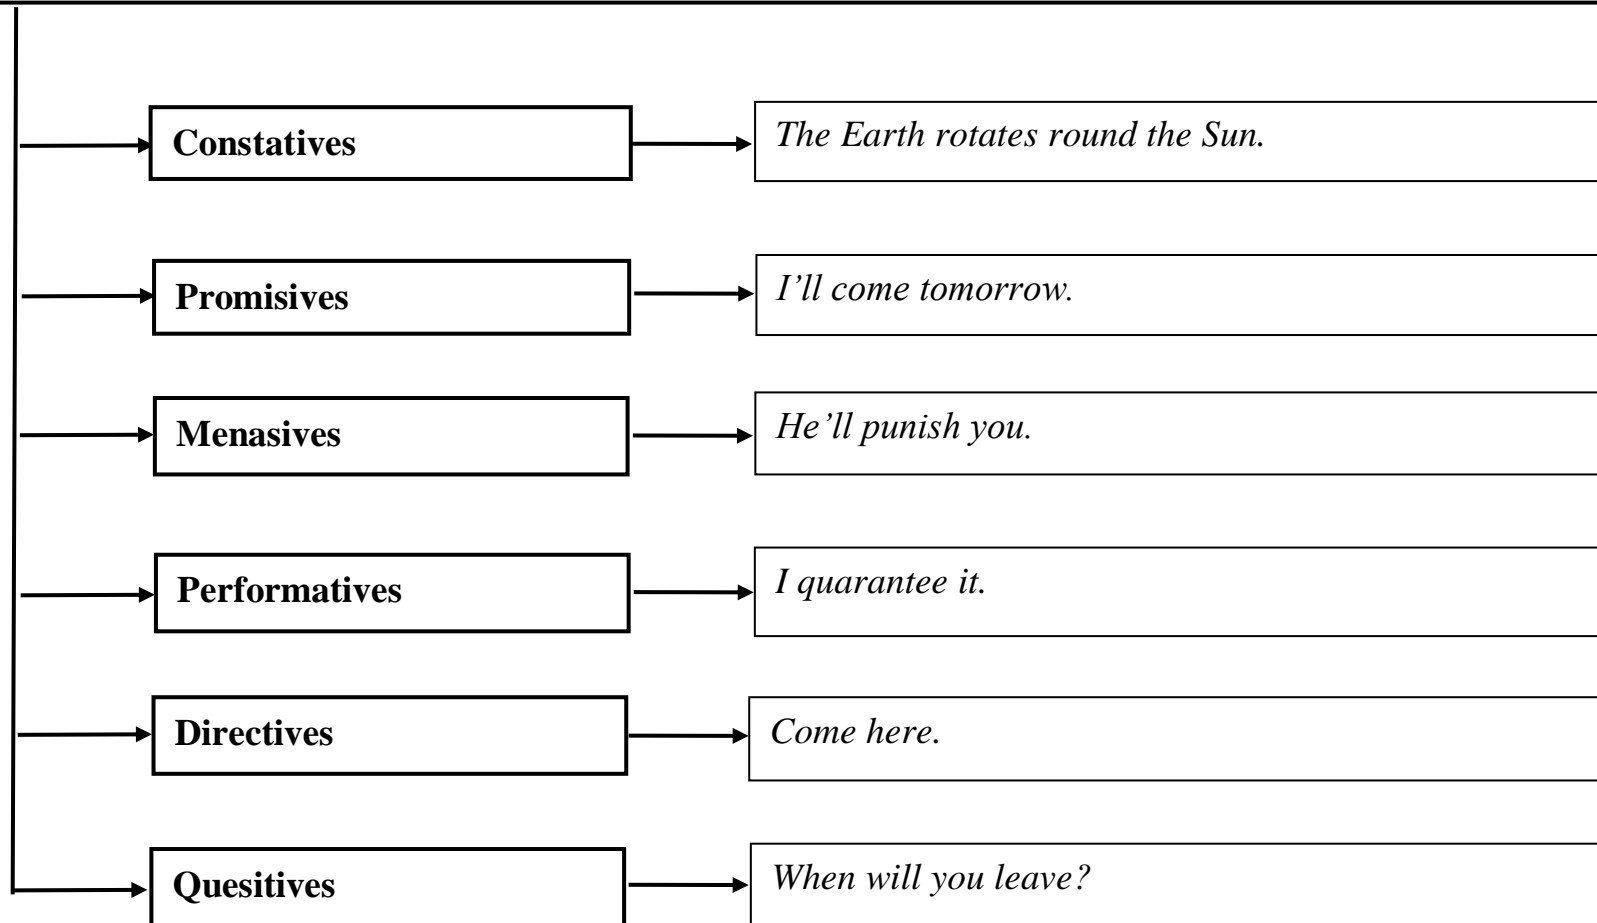 Constatives
The Earth rotates round the Sun.
Promisives
I’ll come tomorrow.
Menasives
He’ll punish you.
Performatives
I quarantee it.
Directives
Come here.
Quesitives
When will you leave?